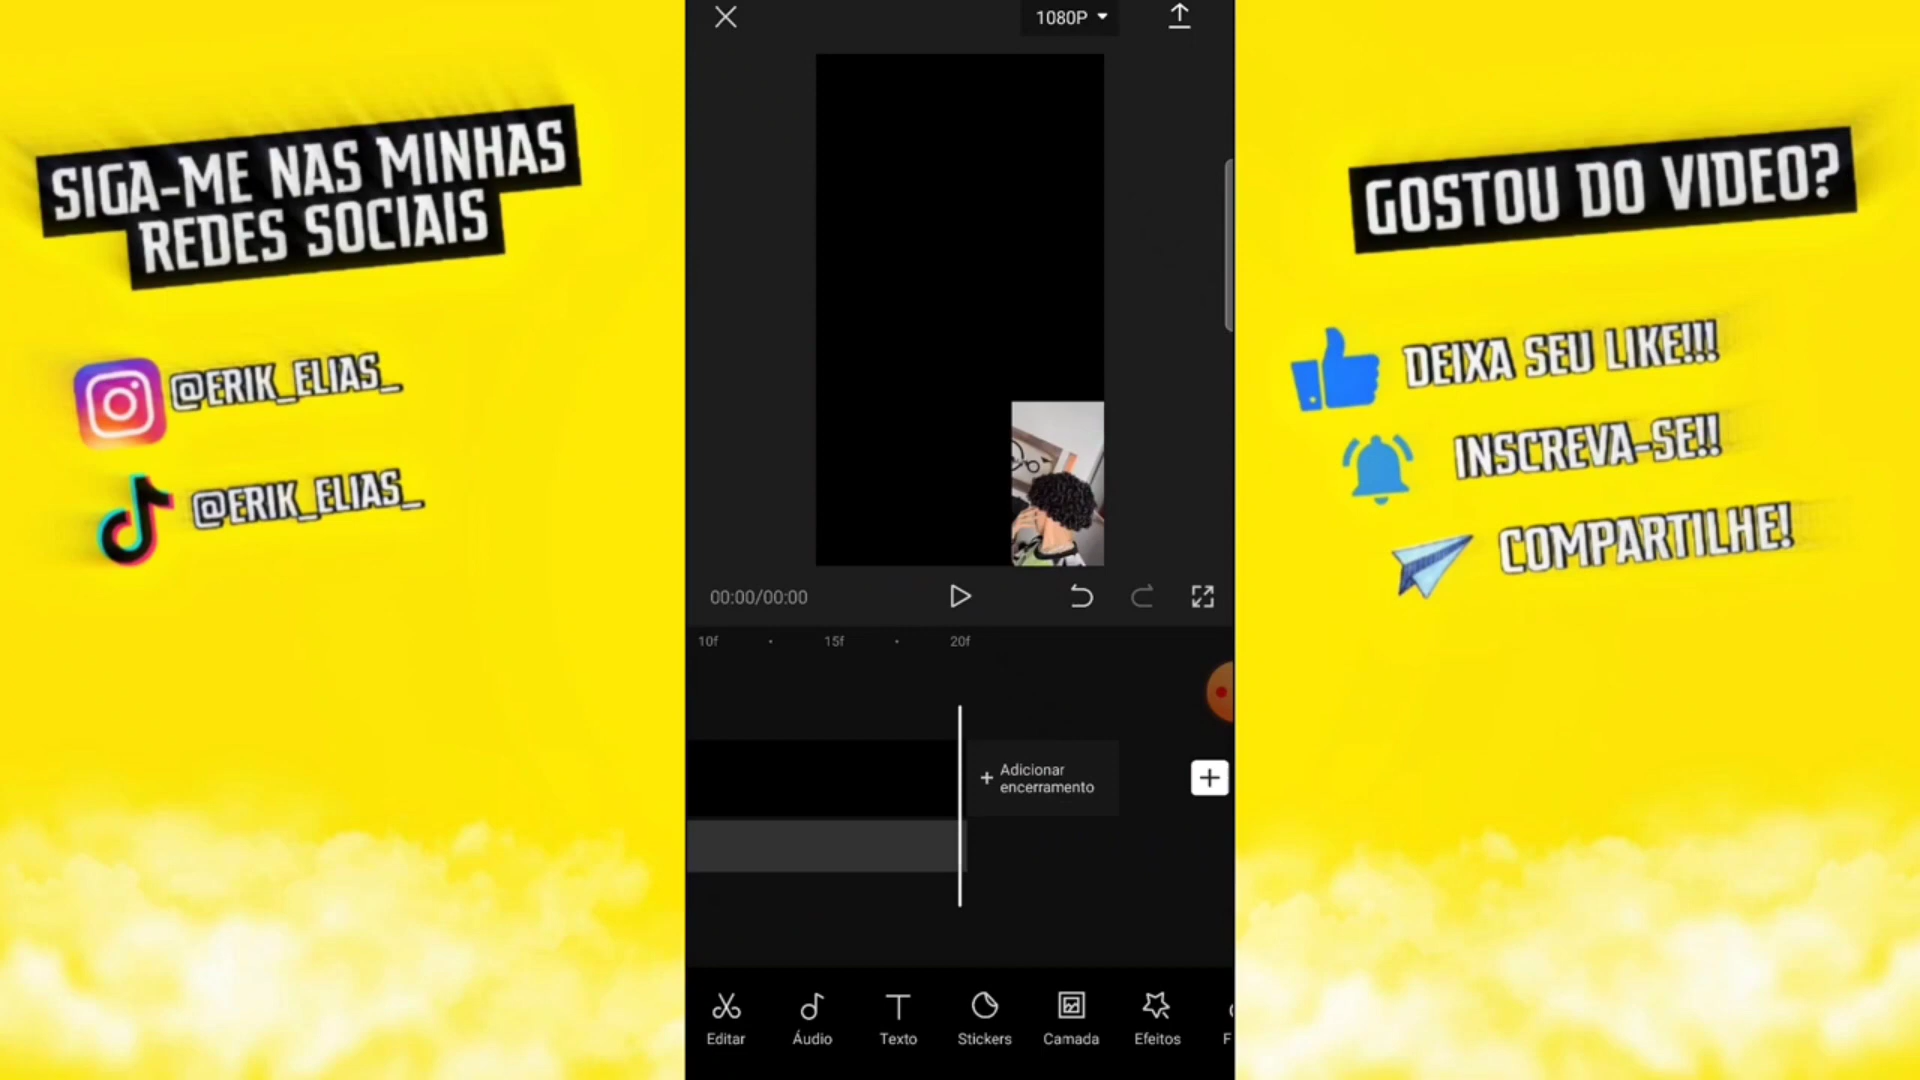 SIGA-ME NAS MINHAS
REDES SOCIAIS
@ERIK_ELIAS_
@ERIK_ELIAS_
1080P
00:00/00:00
10f
15f
20f
+ Adicionar
encerramento
Editar
Áudio
Texto
Stickers
Camada
Efeitos
F
GOSTOU DO VIDEO?
DEIXA SEU LIKE!!!
INSCREVA-SE!!
COMPARTILHE!